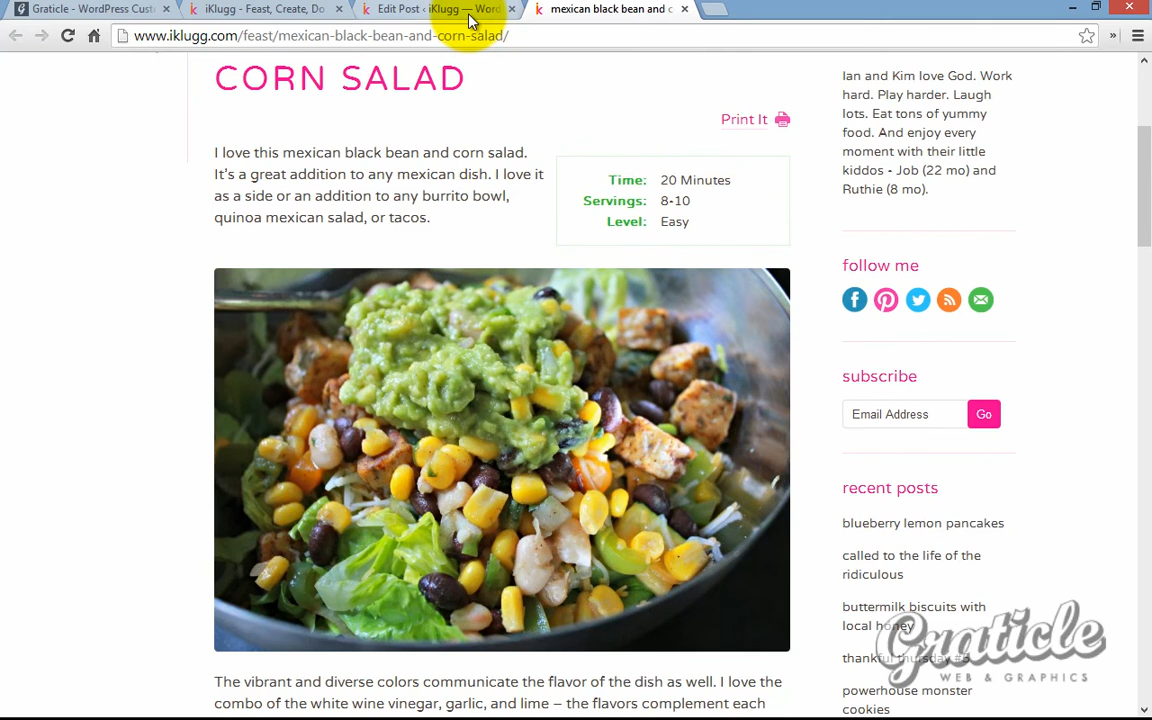 Graticle - WordPress Cust
iKlugg - Feast, Create, Do
Edit Post ‹ iKlugg — Word
mexican black bean and c
www.iklugg.com/feast/mexican-black-bean-and-corn-salad/
CORN SALAD
Print It
I love this mexican black bean and corn salad.
It's a great addition to any mexican dish. I love it
as a side or an addition to any burrito bowl,
quinoa mexican salad, or tacos.
Time: 20 Minutes
Servings: 8-10
Level: Easy
The vibrant and diverse colors communicate the flavor of the dish as well. I love the
combo of the white wine vinegar, garlic, and lime – the flavors complement each
Ian and Kim love God. Work
hard. Play harder. Laugh
lots. Eat tons of yummy
food. And enjoy every
moment with their little
kiddos - Job (22 mo) and
Ruthie (8 mo).
follow me
subscribe
Email Address
Go
recent posts
blueberry lemon pancakes
called to the life of the
ridiculous
buttermilk biscuits with
local honey
thankful thursday #5
powerhouse monster
cookies
Graticle
WEB & GRAPHICS